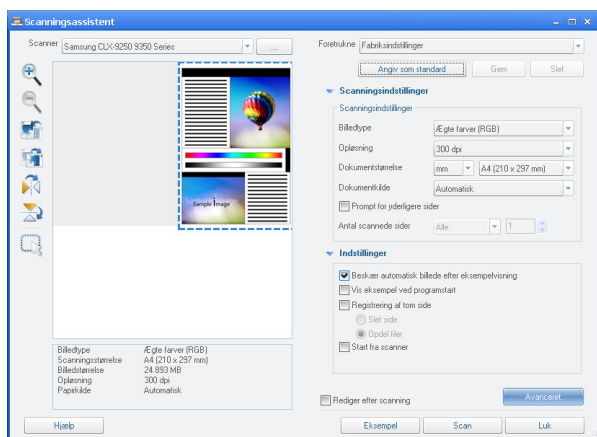 Scanningsassistent
Scanner Samsung CLX-9250 9350 Series ...
Foretrukne Fabriksindstillinger
Angiv som standard Gem Slet
Scanningsindstillinger
Scanningsindstillinger
Billedtype Ægte farver (RGB)
Opløsning 300 dpi
Dokumentstørrelse mm A4 (210 x 297 mm)
Dokumentkilde Automatisk
Prompt for yderligere sider
Antal scannede sider Alle 1
Indstillinger
Beskær automatisk billede efter eksempelvisning
Vis eksempel ved programstart
Registrering af tom side
Slet side
Opdel filer
Start fra scanner
Sample Image
Billedtype Ægte farver (RGB)
Scanningsstørrelse A4 (210 x 297 mm)
Billedstørrelse 24.893 MB
Opløsning 300 dpi
Papirkilde Automatisk
Rediger efter scanning Avanceret
Hjælp Eksempel Scan Luk